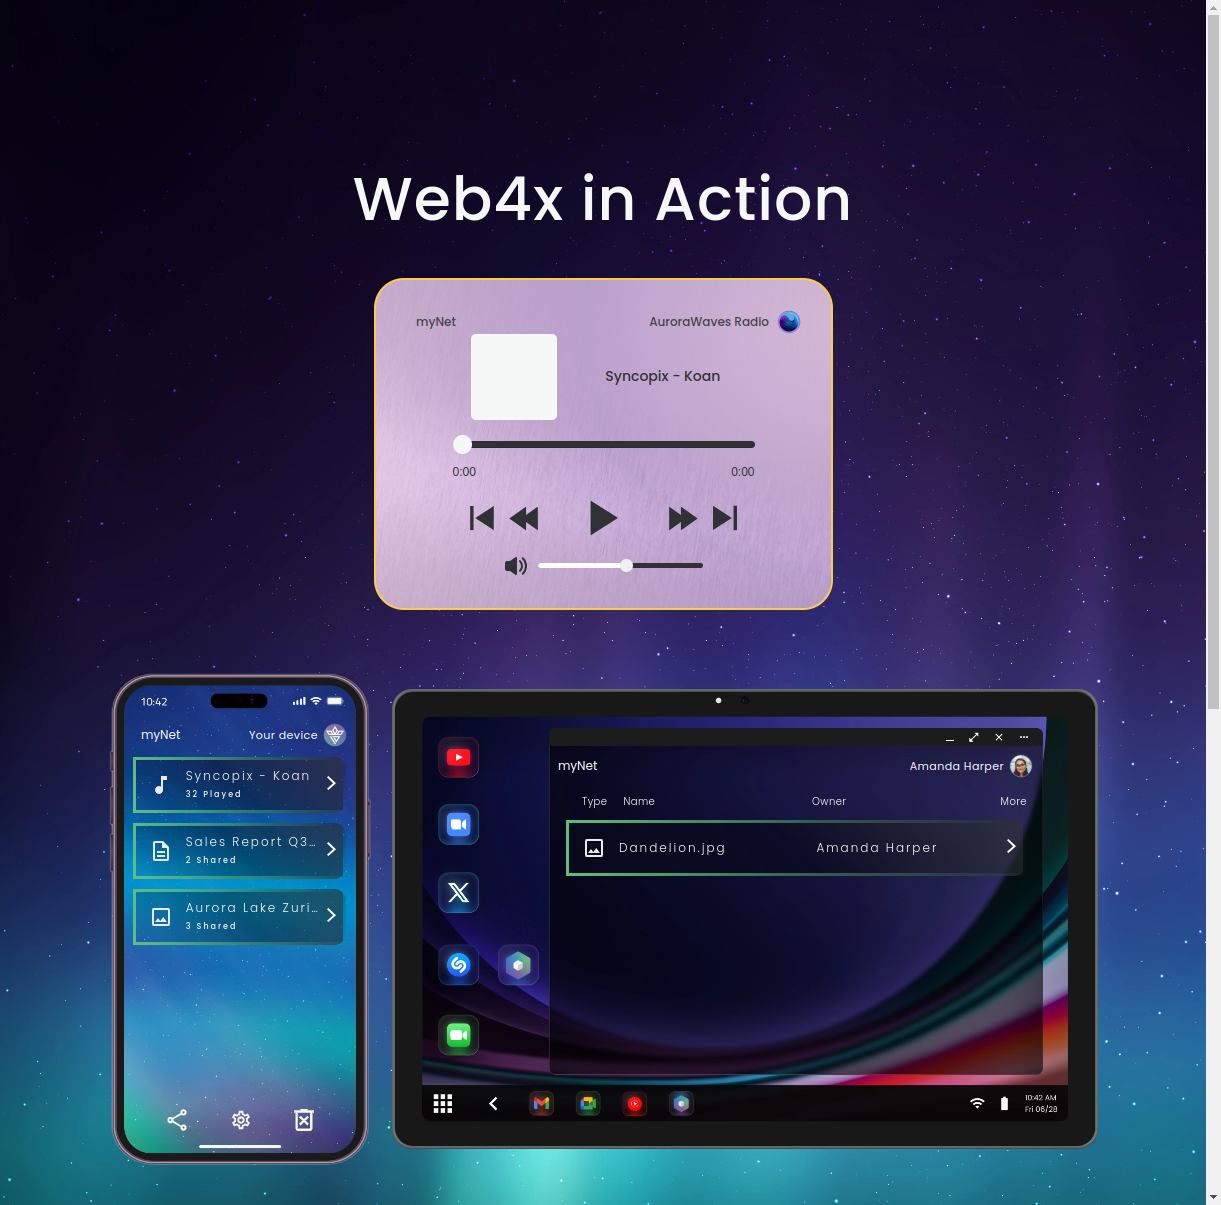 Web4x in Action
myNet
AuroraWaves Radio
Syncopix - Koan
0:00
0:00
10:42
myNet
Your device
Syncopix - Koan
32 Played
Sales Report Q3…
2 Shared
Aurora Lake Zuri…
3 Shared
myNet
Amanda Harper
Type Name Owner More
Dandelion.jpg Amanda Harper
10:42 AM
Fri 06/28